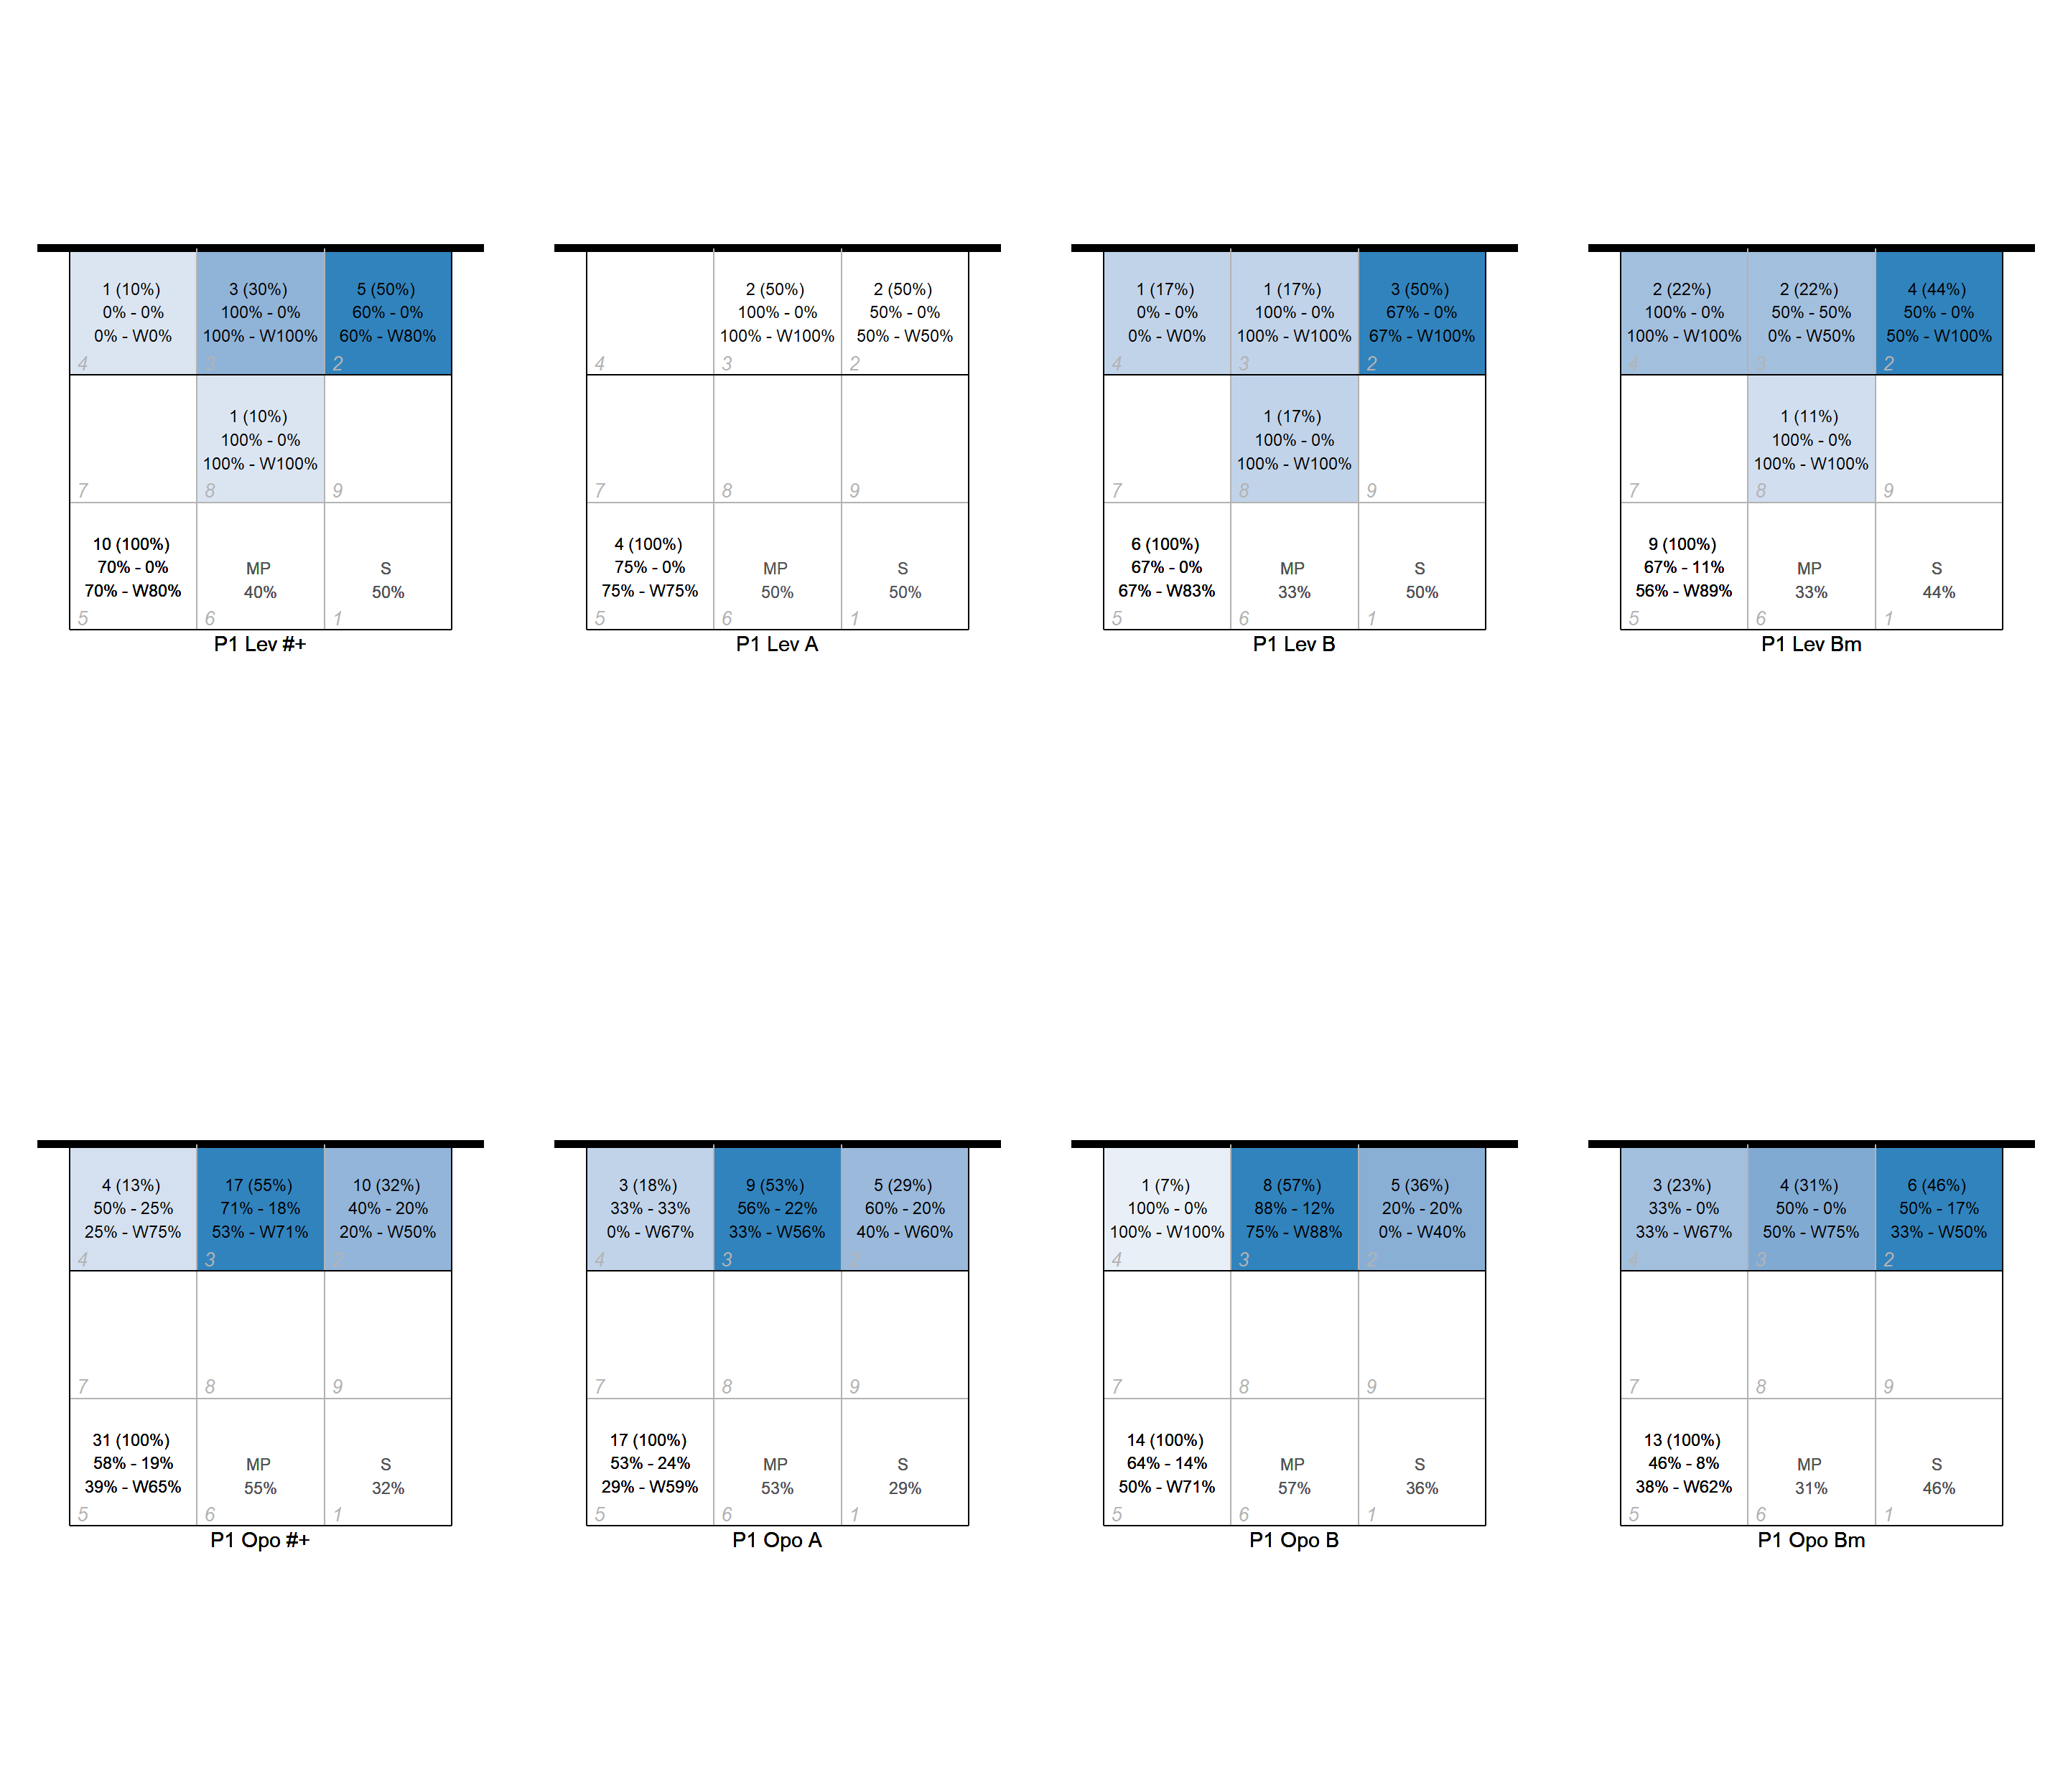 1 (10%)
0% - 0%
0% - W0%
4
3 (30%)
100% - 0%
100% - W100%
3
5 (50%)
60% - 0%
60% - W80%
2
7
1 (10%)
100% - 0%
100% - W100%
8
9
10 (100%)
70% - 0%
70% - W80%
5
MP
40%
6
S
50%
1
P1 Lev #+
4
2 (50%)
100% - 0%
100% - W100%
3
2 (50%)
50% - 0%
50% - W50%
2
7
8
9
4 (100%)
75% - 0%
75% - W75%
5
MP
50%
6
S
50%
1
P1 Lev A
1 (17%)
0% - 0%
0% - W0%
4
1 (17%)
100% - 0%
100% - W100%
3
3 (50%)
67% - 0%
67% - W100%
2
7
1 (17%)
100% - 0%
100% - W100%
8
9
6 (100%)
67% - 0%
67% - W83%
5
MP
33%
6
S
50%
1
P1 Lev B
2 (22%)
100% - 0%
100% - W100%
4
2 (22%)
50% - 50%
0% - W50%
3
4 (44%)
50% - 0%
50% - W100%
2
7
1 (11%)
100% - 0%
100% - W100%
8
9
9 (100%)
67% - 11%
56% - W89%
5
MP
33%
6
S
44%
1
P1 Lev Bm
4 (13%)
50% - 25%
25% - W75%
4
17 (55%)
71% - 18%
53% - W71%
3
10 (32%)
40% - 20%
20% - W50%
2
7
8
9
31 (100%)
58% - 19%
39% - W65%
5
MP
55%
6
S
32%
1
P1 Opo #+
3 (18%)
33% - 33%
0% - W67%
4
9 (53%)
56% - 22%
33% - W56%
3
5 (29%)
60% - 20%
40% - W60%
2
7
8
9
17 (100%)
53% - 24%
29% - W59%
5
MP
53%
6
S
29%
1
P1 Opo A
1 (7%)
100% - 0%
100% - W100%
4
8 (57%)
88% - 12%
75% - W88%
3
5 (36%)
20% - 20%
0% - W40%
2
7
8
9
14 (100%)
64% - 14%
50% - W71%
5
MP
57%
6
S
36%
1
P1 Opo B
3 (23%)
33% - 0%
33% - W67%
4
4 (31%)
50% - 0%
50% - W75%
3
6 (46%)
50% - 17%
33% - W50%
2
7
8
9
13 (100%)
46% - 8%
38% - W62%
5
MP
31%
6
S
46%
1
P1 Opo Bm